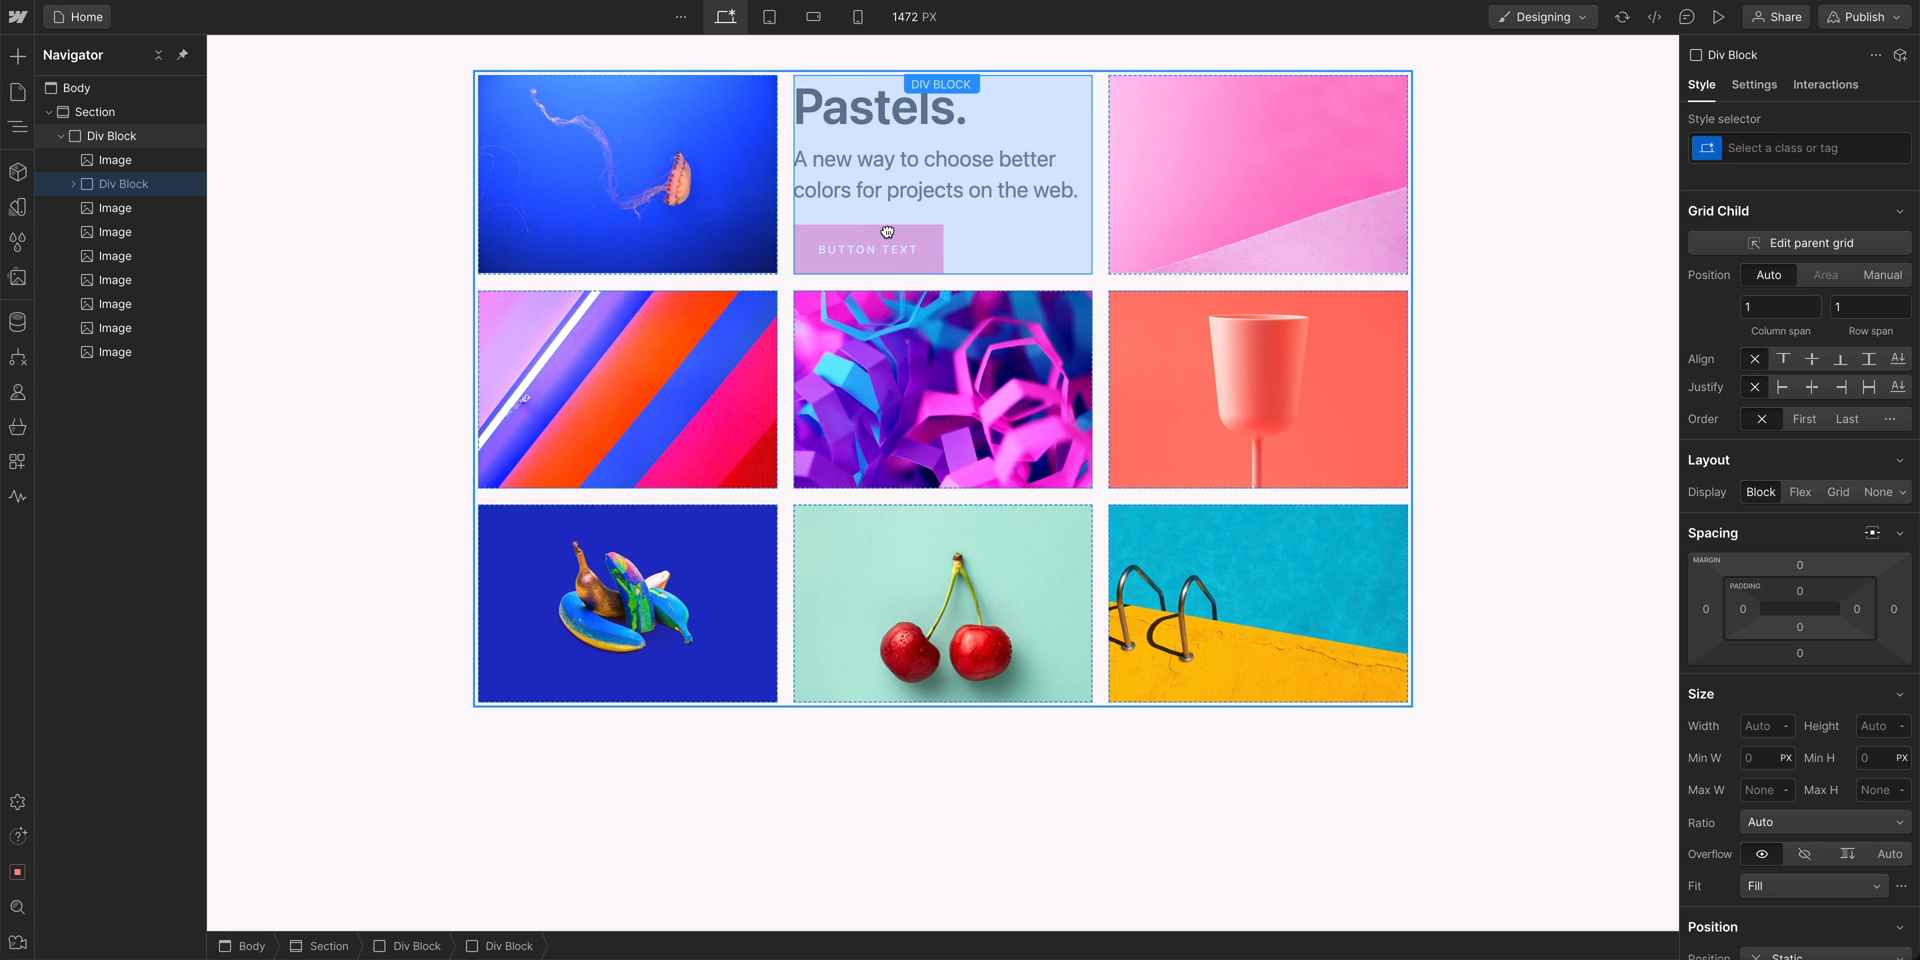 Home
1472 PX
Designing
Share
Publish
Navigator
Body
Section
Div Block
Image
Div Block
Image
Image
Image
Image
Image
Image
Image
DIV BLOCK
Pastels.
A new way to choose better
colors for projects on the web.
BUTTON TEXT
Body
Section
Div Block
Div Block
Div Block
Style
Settings
Interactions
Style selector
Select a class or tag
Grid Child
Edit parent grid
Position
Auto
Area
Manual
1
1
Column span
Row span
Align
Justify
Order
First
Last
Layout
Display
Block
Flex
Grid
None
Spacing
MARGIN
0
PADDING
0
0
0
0
0
0
0
Size
Width
Auto
-
Height
Auto
-
Min W
0
PX
Min H
0
PX
Max W
None
-
Max H
None
-
Ratio
Auto
Overflow
Auto
Fit
Fill
Position
Position
Static